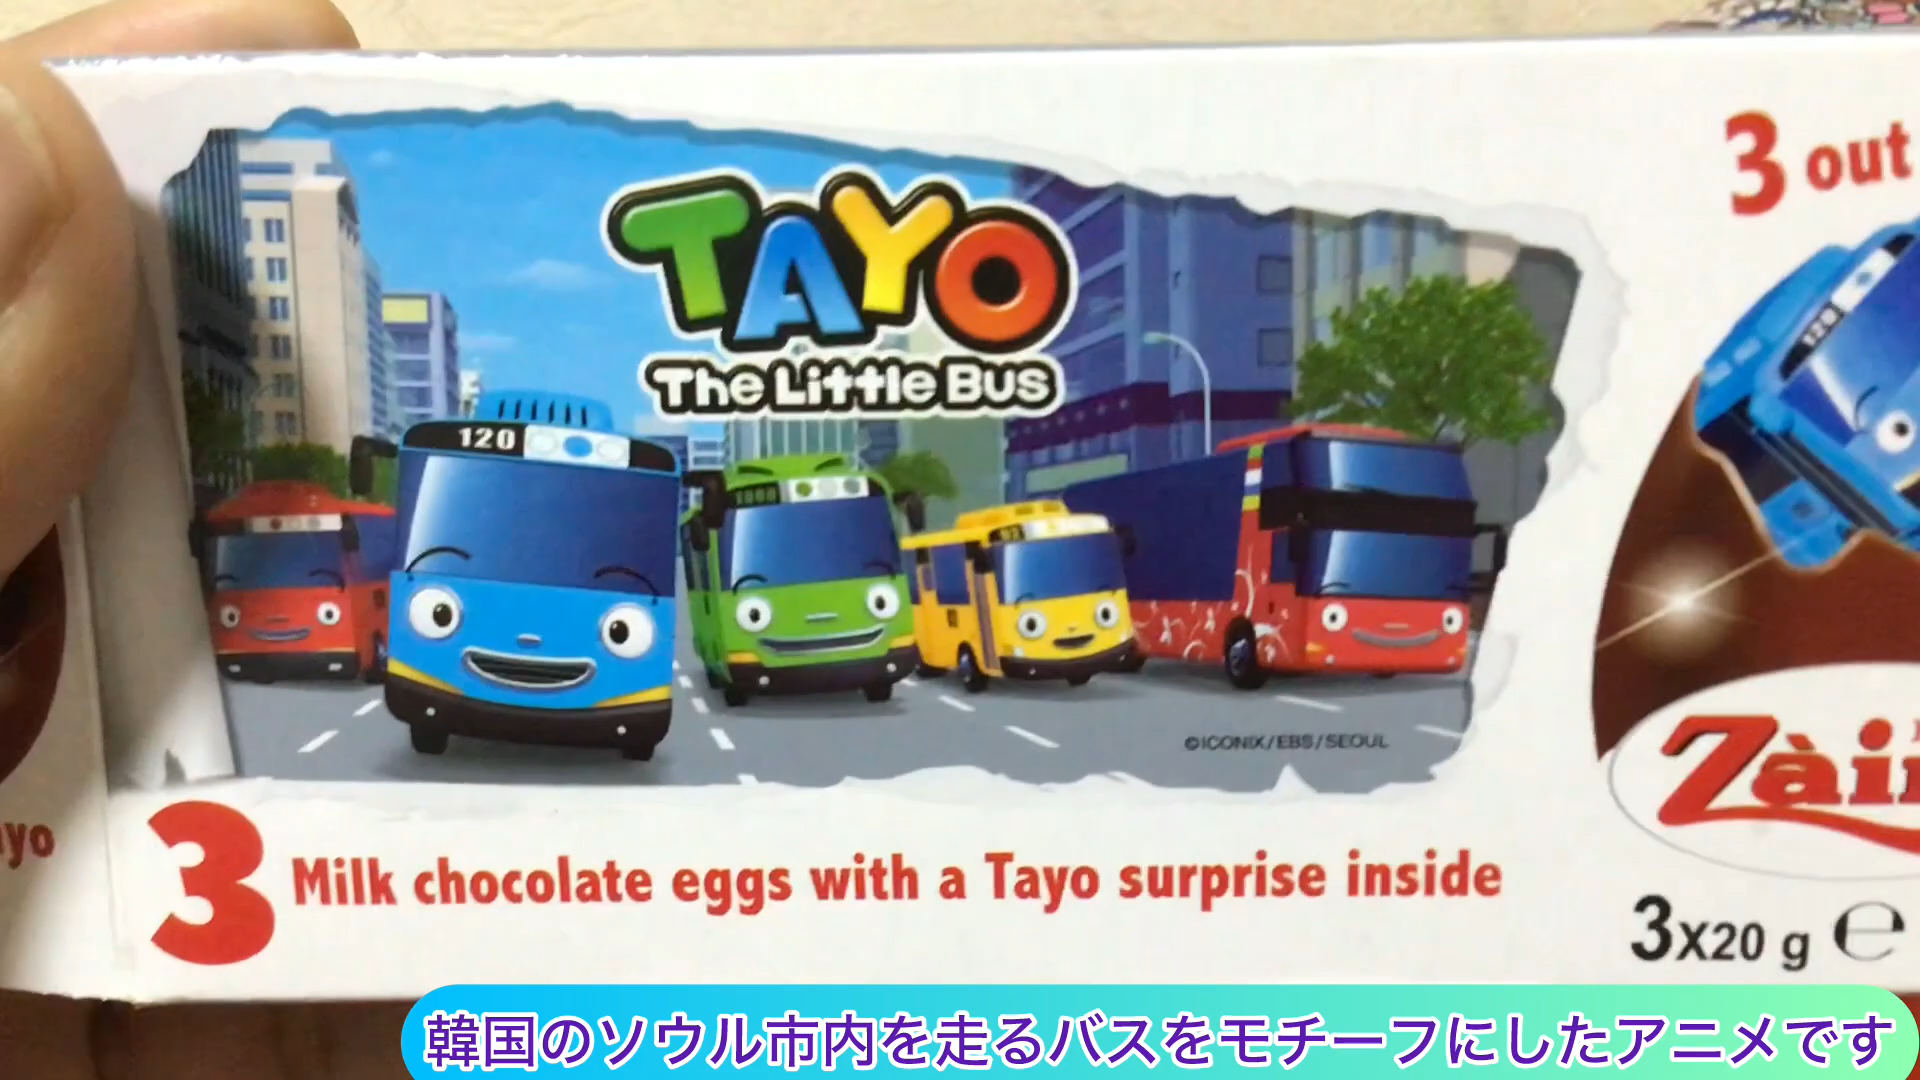 TAYO
The Little Bus
120
©ICONIX/EBS/SEOUL
3 Milk chocolate eggs with a Tayo surprise inside
3 out
120
3x20 g ℮
韓国のソウル市内を走るバスをモチーフにしたアニメです